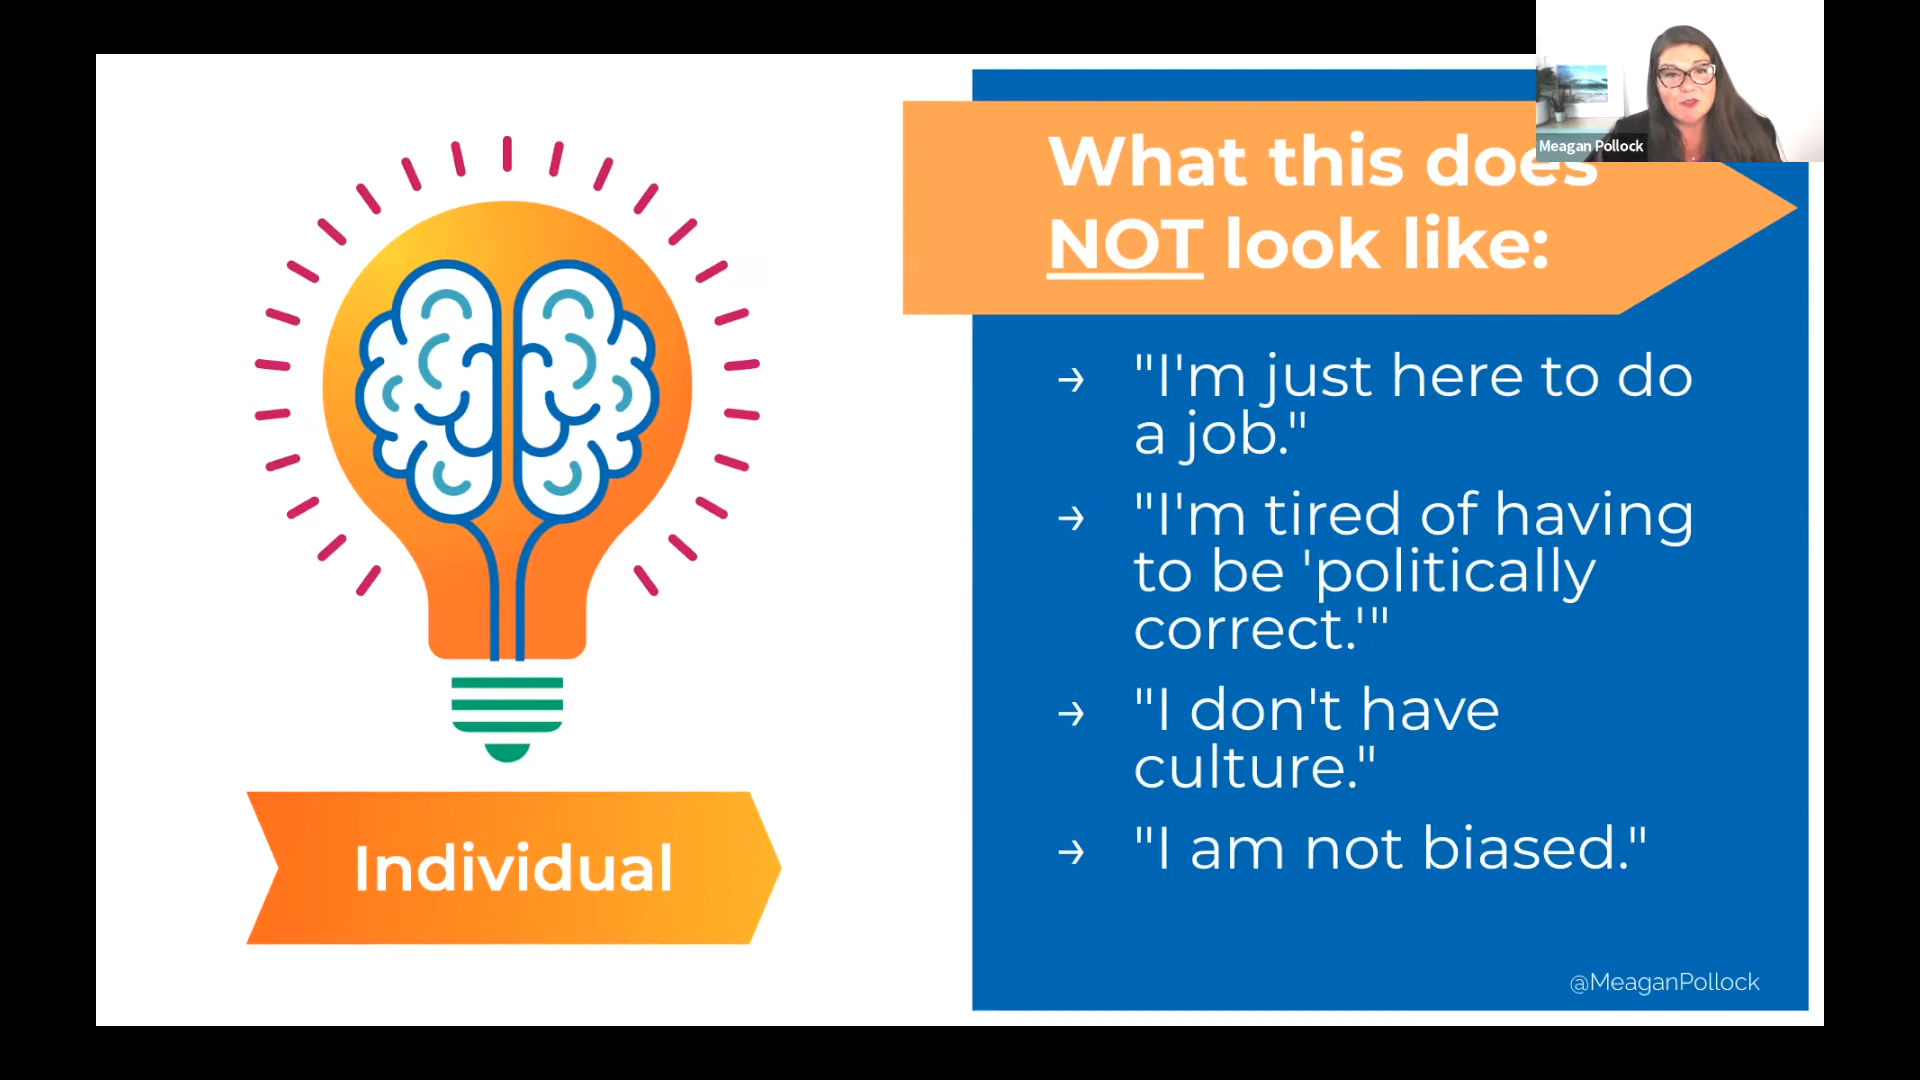 Meagan Pollock
What this does
NOT look like:
→ "I'm just here to do
a job."
→ "I'm tired of having
to be 'politically
correct.'"
→ "I don't have
culture."
→ "I am not biased."
Individual
@MeaganPollock